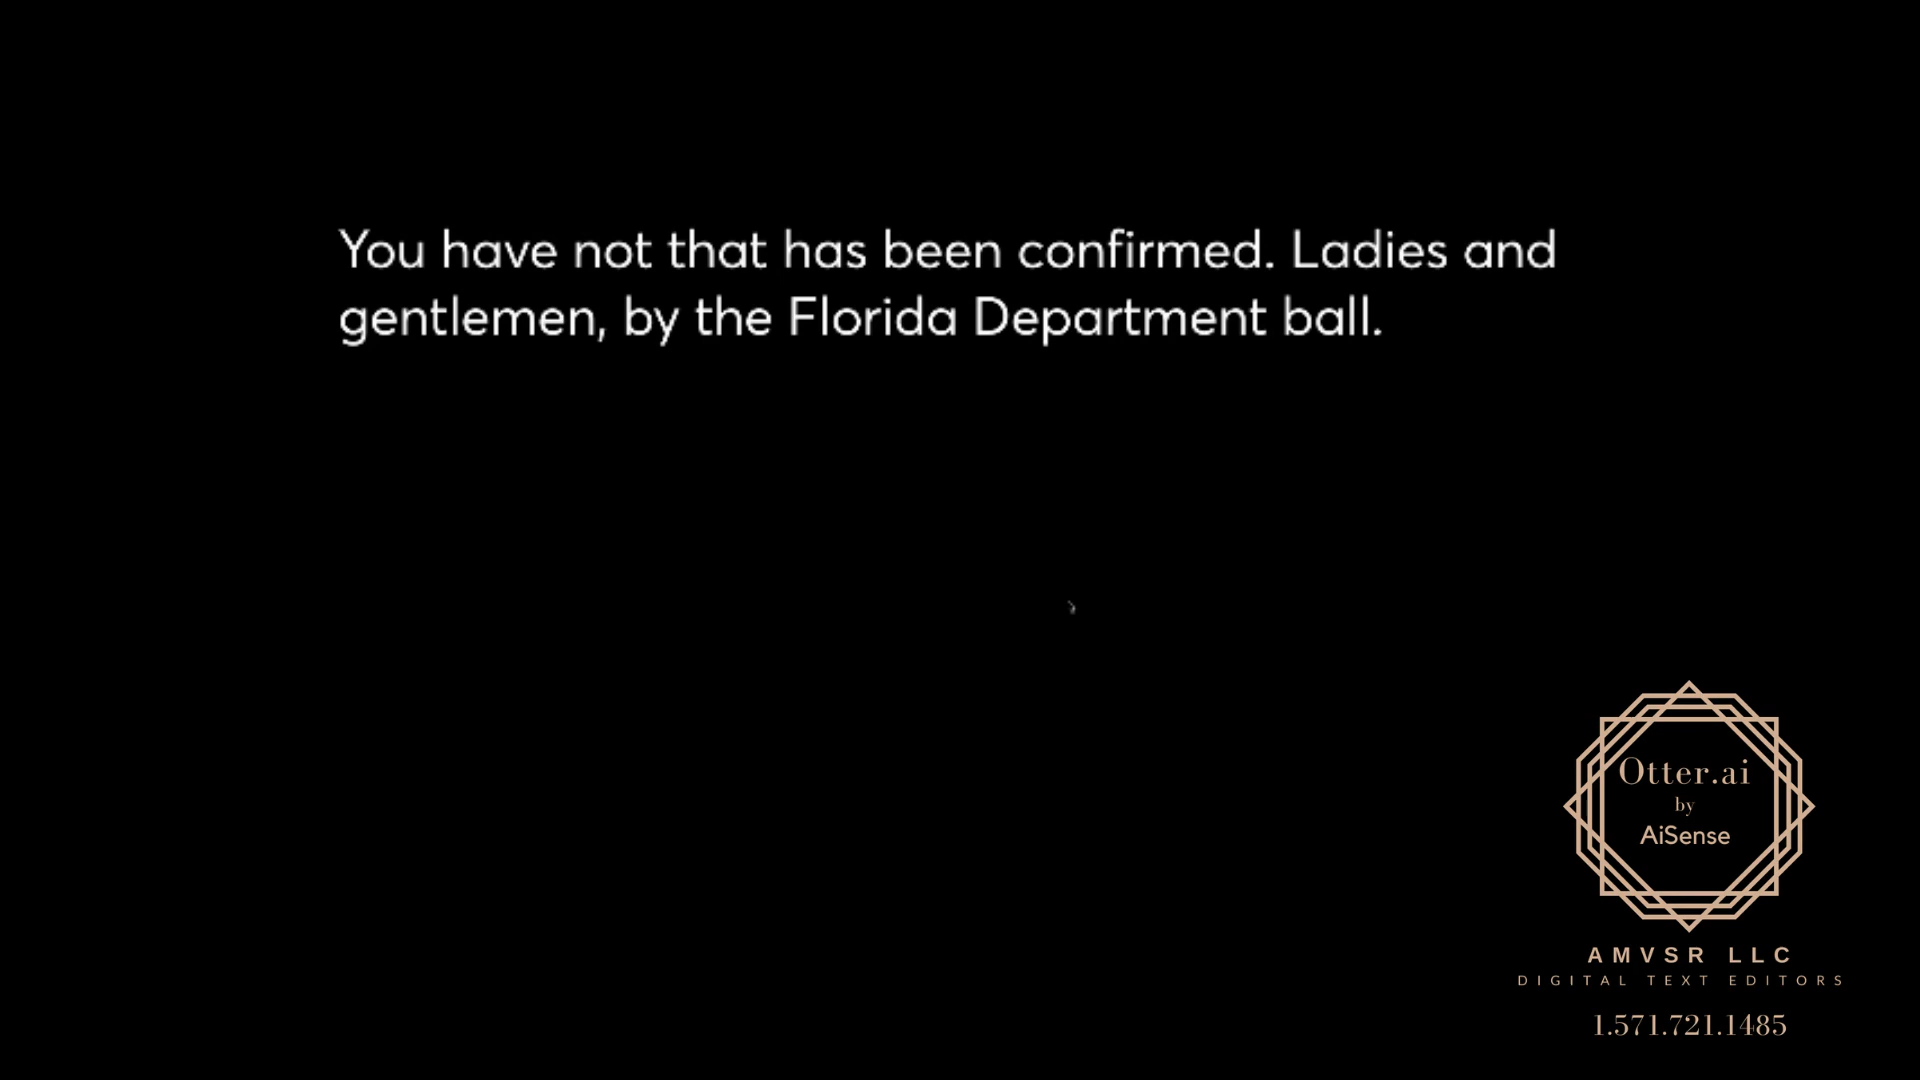 You have not that has been confirmed. Ladies and
gentlemen, by the Florida Department ball.
Otter.ai
by
AiSense
AMVSR LLC
DIGITAL TEXT EDITORS
1.571.721.1485